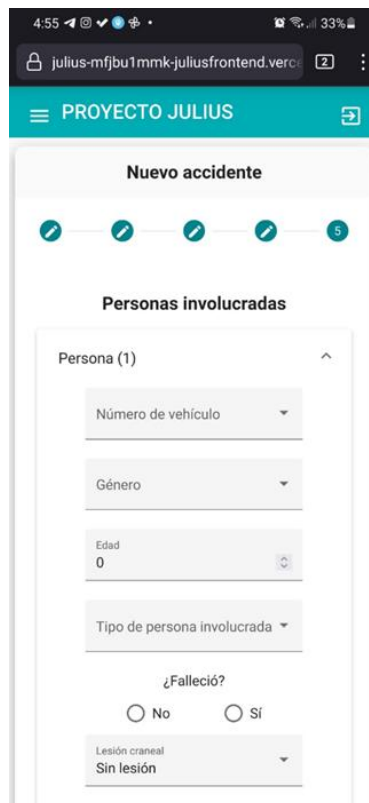 4:55
33%
julius-mfjbu1mmk-juliusfrontend.verce
2
PROYECTO JULIUS
Nuevo accidente
5
Personas involucradas
Persona (1)
Número de vehículo
Género
Edad
0
Tipo de persona involucrada
¿Falleció?
No Sí
Lesión craneal
Sin lesión